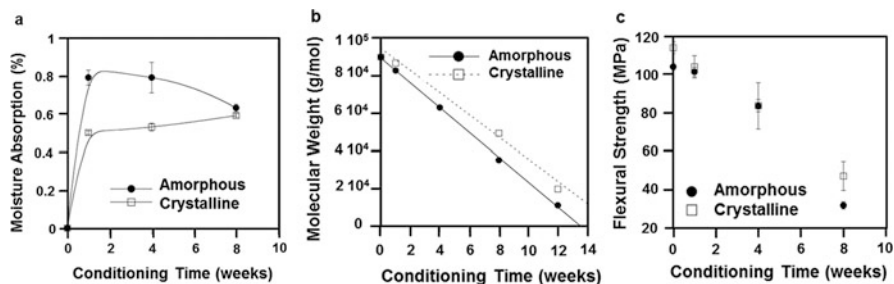 a
Moisture Absorption (%)
1
0.8
0.6
0.4
0.2
0
0 2 4 6 8 10
Amorphous
Crystalline
Conditioning Time (weeks)
b
Molecular Weight (g/mol)
1 10⁵
8 10⁴
6 10⁴
4 10⁴
2 10⁴
0
0 2 4 6 8 10 12 14
Amorphous
Crystalline
Conditioning Time (weeks)
c
Flexural Strength (MPa)
120
100
80
60
40
20
0 2 4 6 8 10
Amorphous
Crystalline
Conditioning Time (weeks)